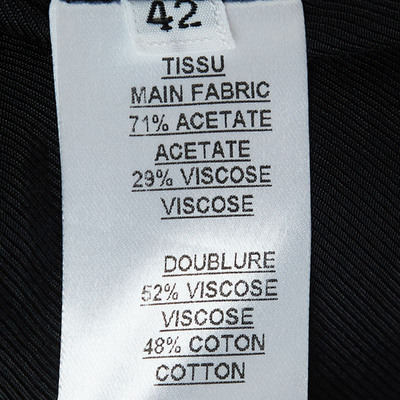 42
TISSU
MAIN FABRIC
71% ACETATE
ACETATE
29% VISCOSE
VISCOSE
DOUBLURE
52% VISCOSE
VISCOSE
48% COTON
COTTON